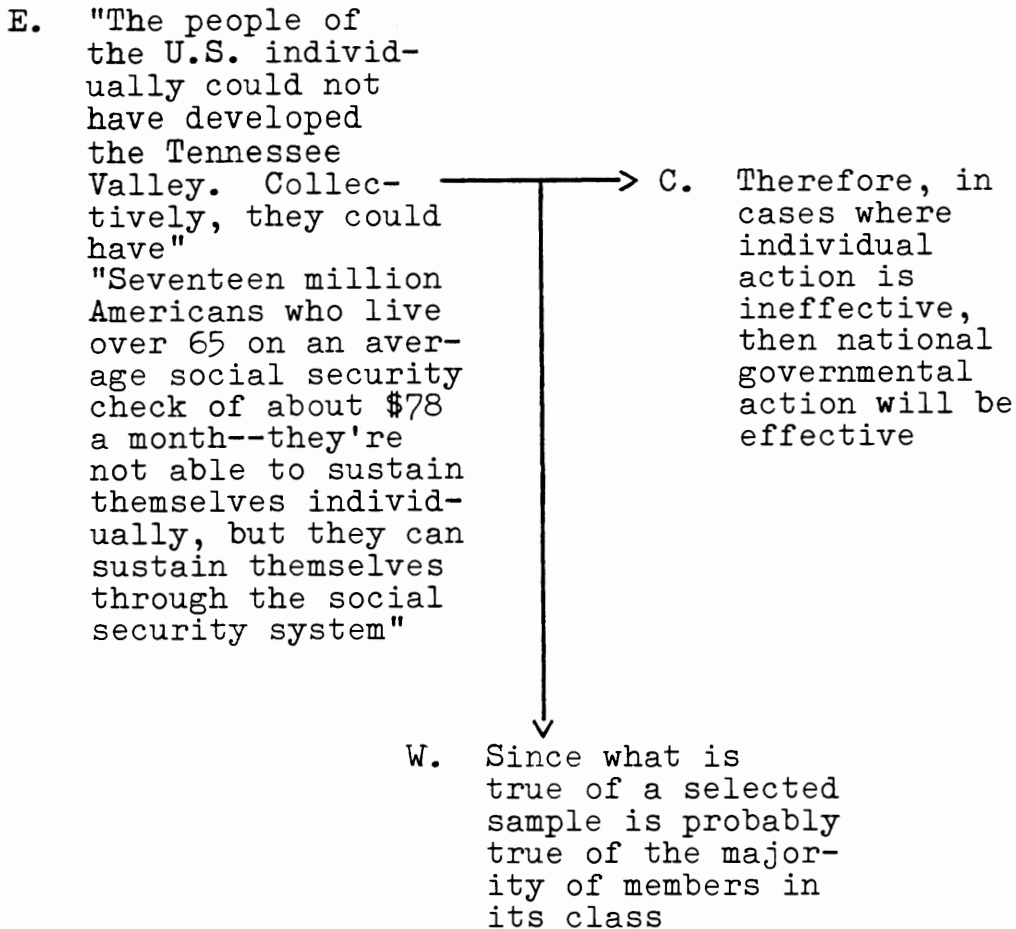 E. "The people of
the U.S. individ-
ually could not
have developed
the Tennessee
Valley. Collec-
tively, they could
have"
"Seventeen million
Americans who live
over 65 on an aver-
age social security
check of about $78
a month--they're
not able to sustain
themselves individ-
ually, but they can
sustain themselves
through the social
security system"
C. Therefore, in
cases where
individual
action is
ineffective,
then national
governmental
action will be
effective
W. Since what is
true of a selected
sample is probably
true of the major-
ity of members in
its class